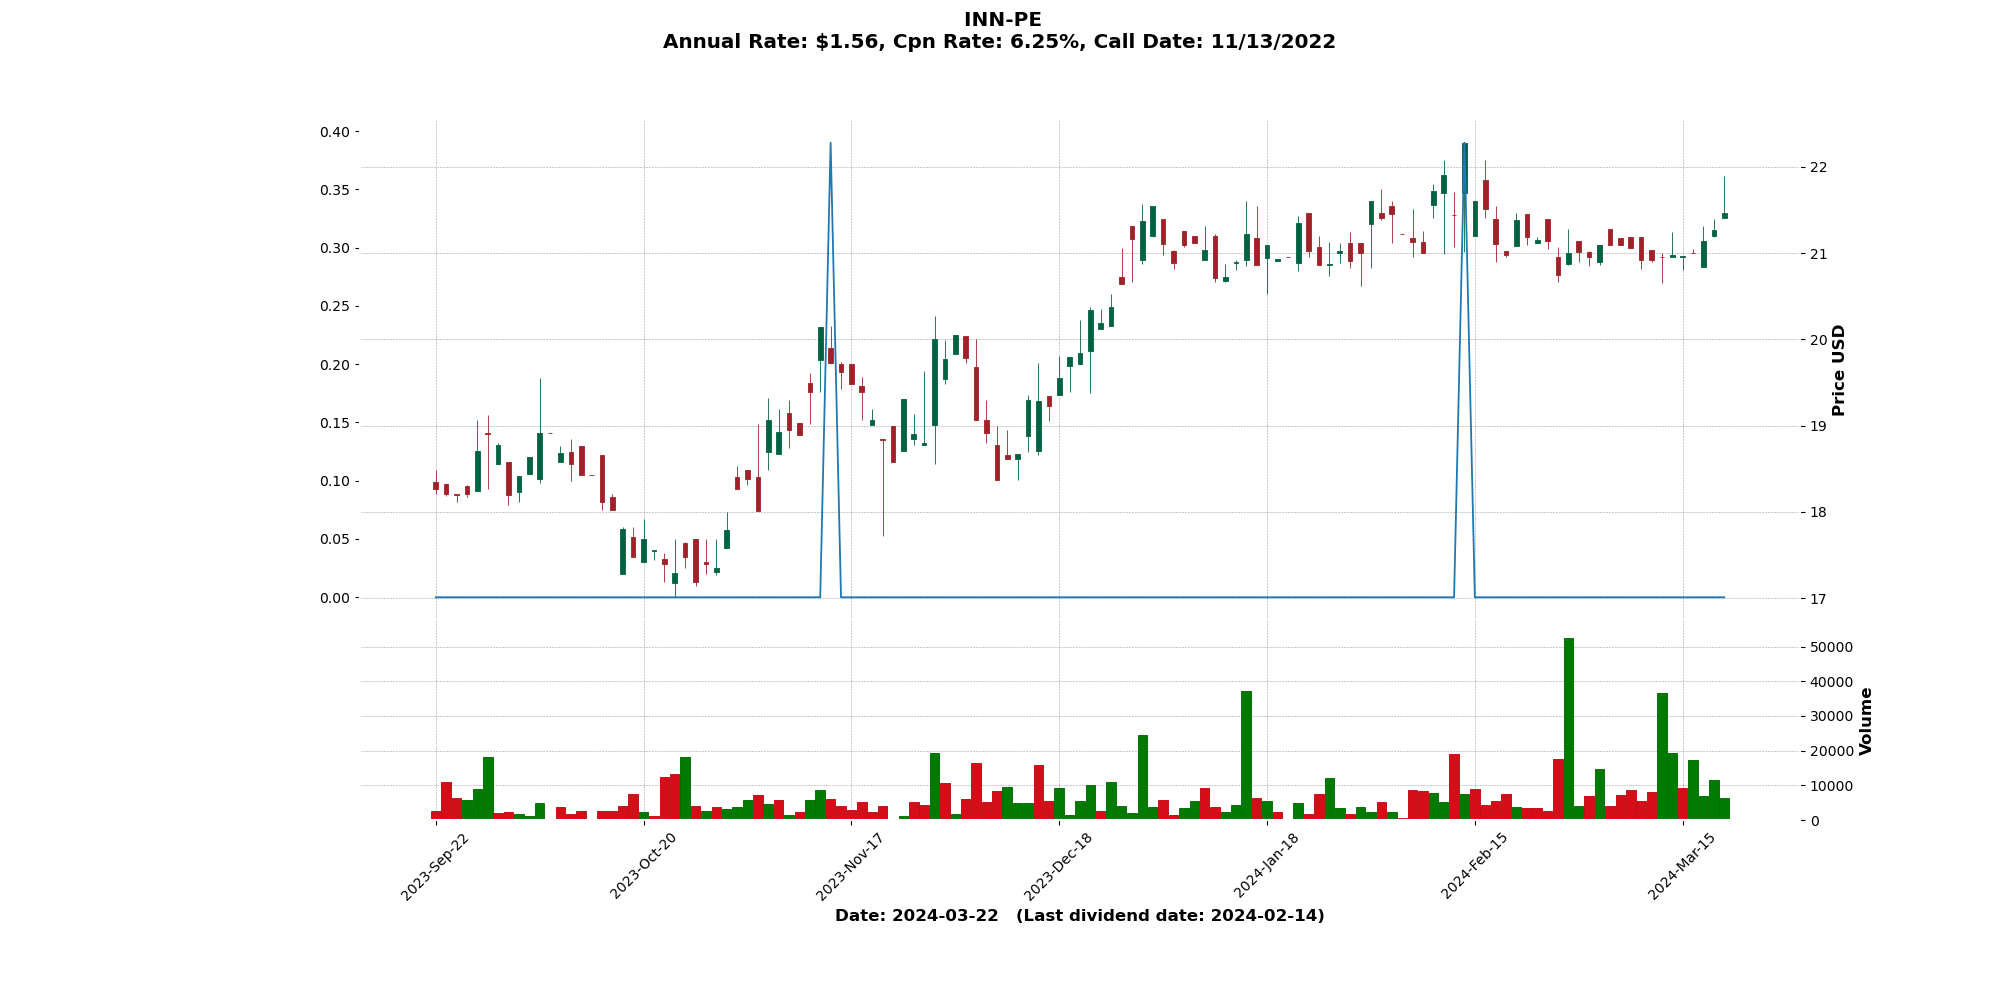 INN-PE
Annual Rate: $1.56, Cpn Rate: 6.25%, Call Date: 11/13/2022
0.40
0.35
0.30
0.25
0.20
0.15
0.10
0.05
0.00
22
21
20
19
18
17
Price USD
50000
40000
30000
20000
10000
0
Volume
2023-Sep-22
2023-Oct-20
2023-Nov-17
2023-Dec-18
2024-Jan-18
2024-Feb-15
2024-Mar-15
Date: 2024-03-22   (Last dividend date: 2024-02-14)